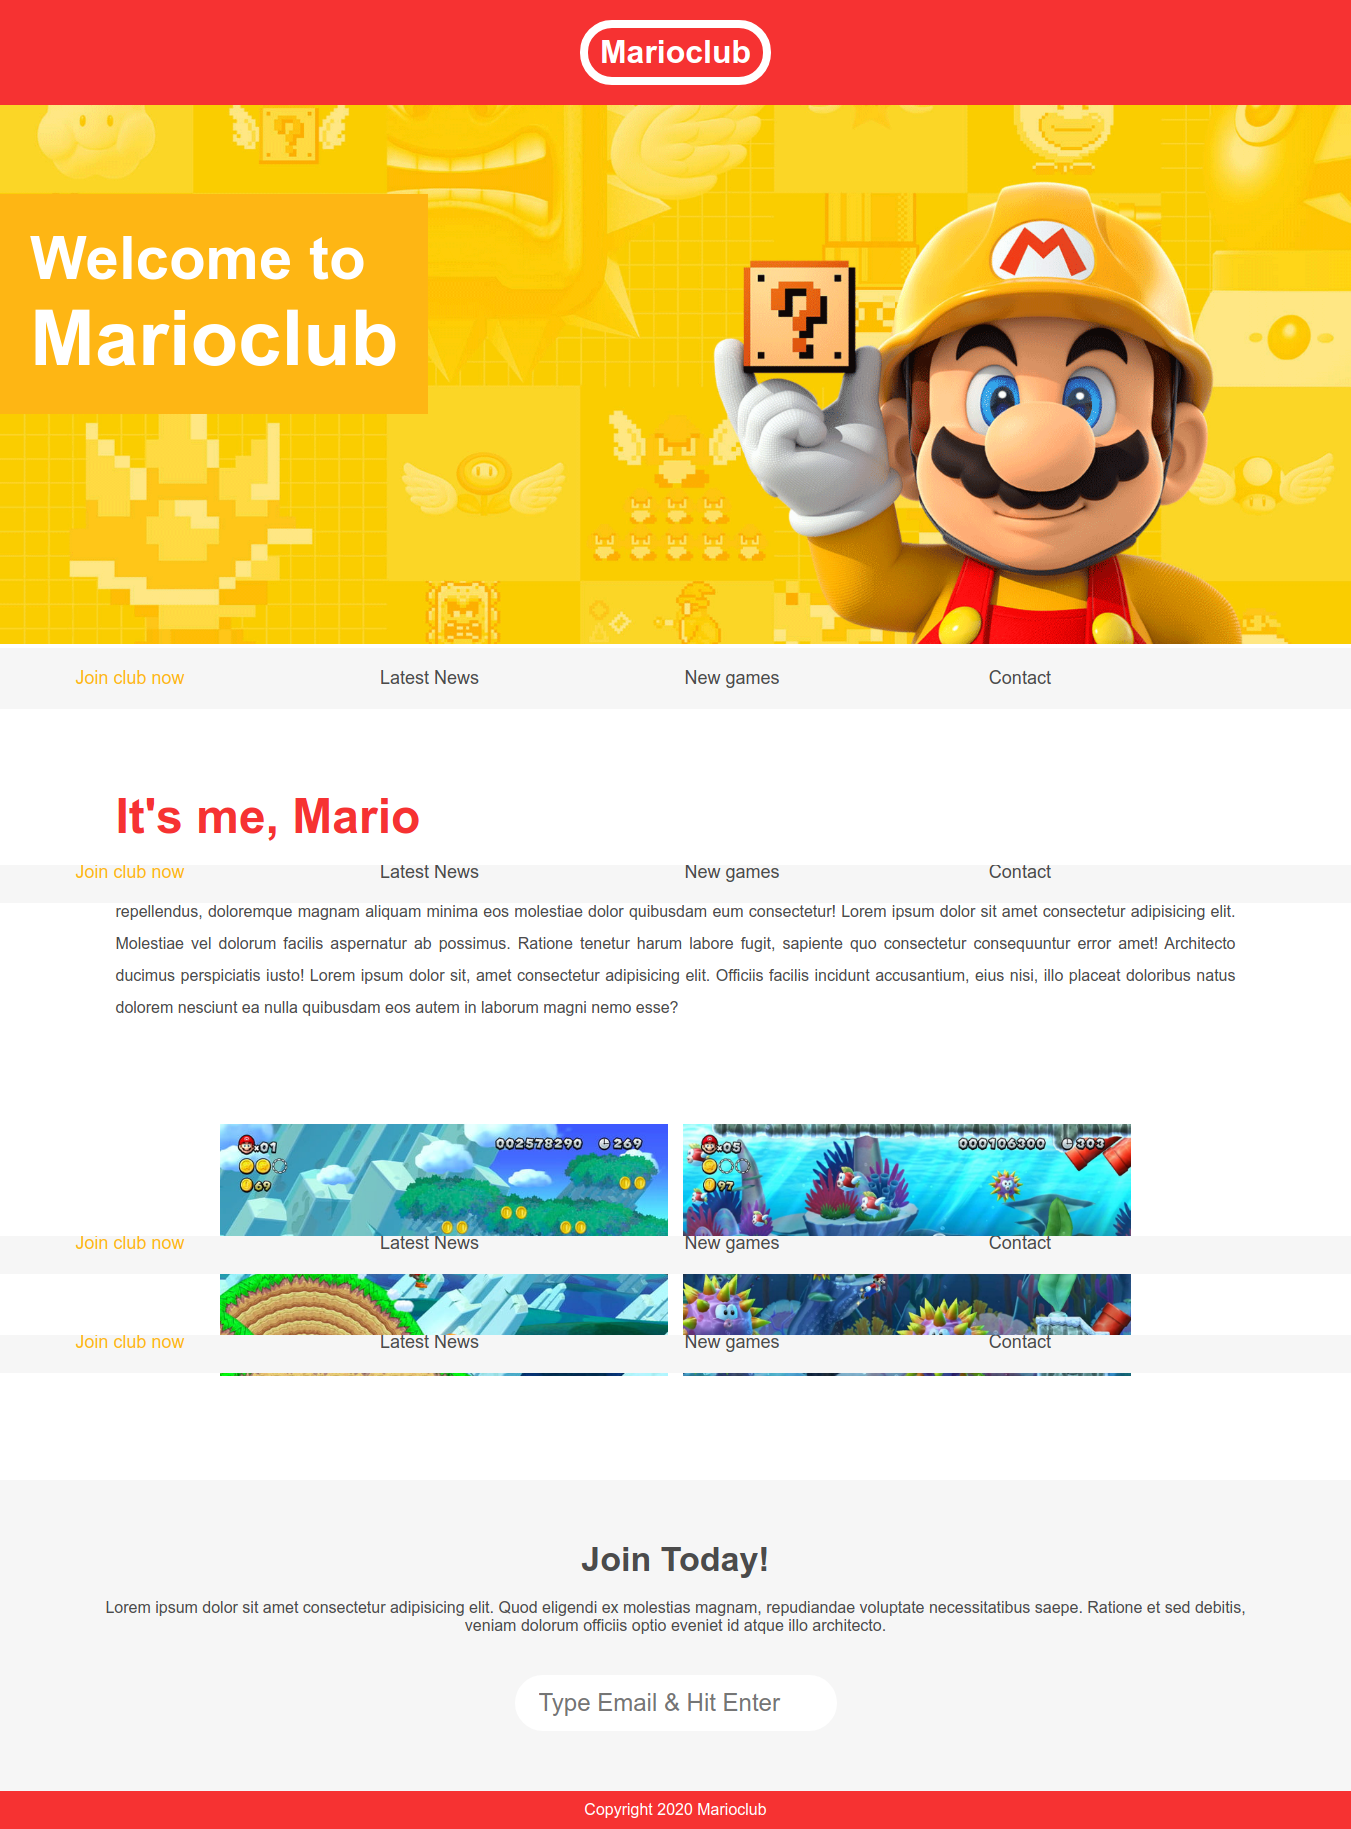 Marioclub
Welcome to
Marioclub
Join club now Latest News New games Contact
It's me, Mario
Join club now Latest News New games Contact
repellendus, doloremque magnam aliquam minima eos molestiae dolor quibusdam eum consectetur! Lorem ipsum dolor sit amet consectetur adipisicing elit.
Molestiae vel dolorum facilis aspernatur ab possimus. Ratione tenetur harum labore fugit, sapiente quo consectetur consequuntur error amet! Architecto
ducimus perspiciatis iusto! Lorem ipsum dolor sit, amet consectetur adipisicing elit. Officiis facilis incidunt accusantium, eius nisi, illo placeat doloribus natus
dolorem nesciunt ea nulla quibusdam eos autem in laborum magni nemo esse?
x01 002578290 269
69
x05 000106300 303
97
Join club now Latest News New games Contact
Join club now Latest News New games Contact
Join Today!
Lorem ipsum dolor sit amet consectetur adipisicing elit. Quod eligendi ex molestias magnam, repudiandae voluptate necessitatibus saepe. Ratione et sed debitis,
veniam dolorum officiis optio eveniet id atque illo architecto.
Type Email & Hit Enter
Copyright 2020 Marioclub